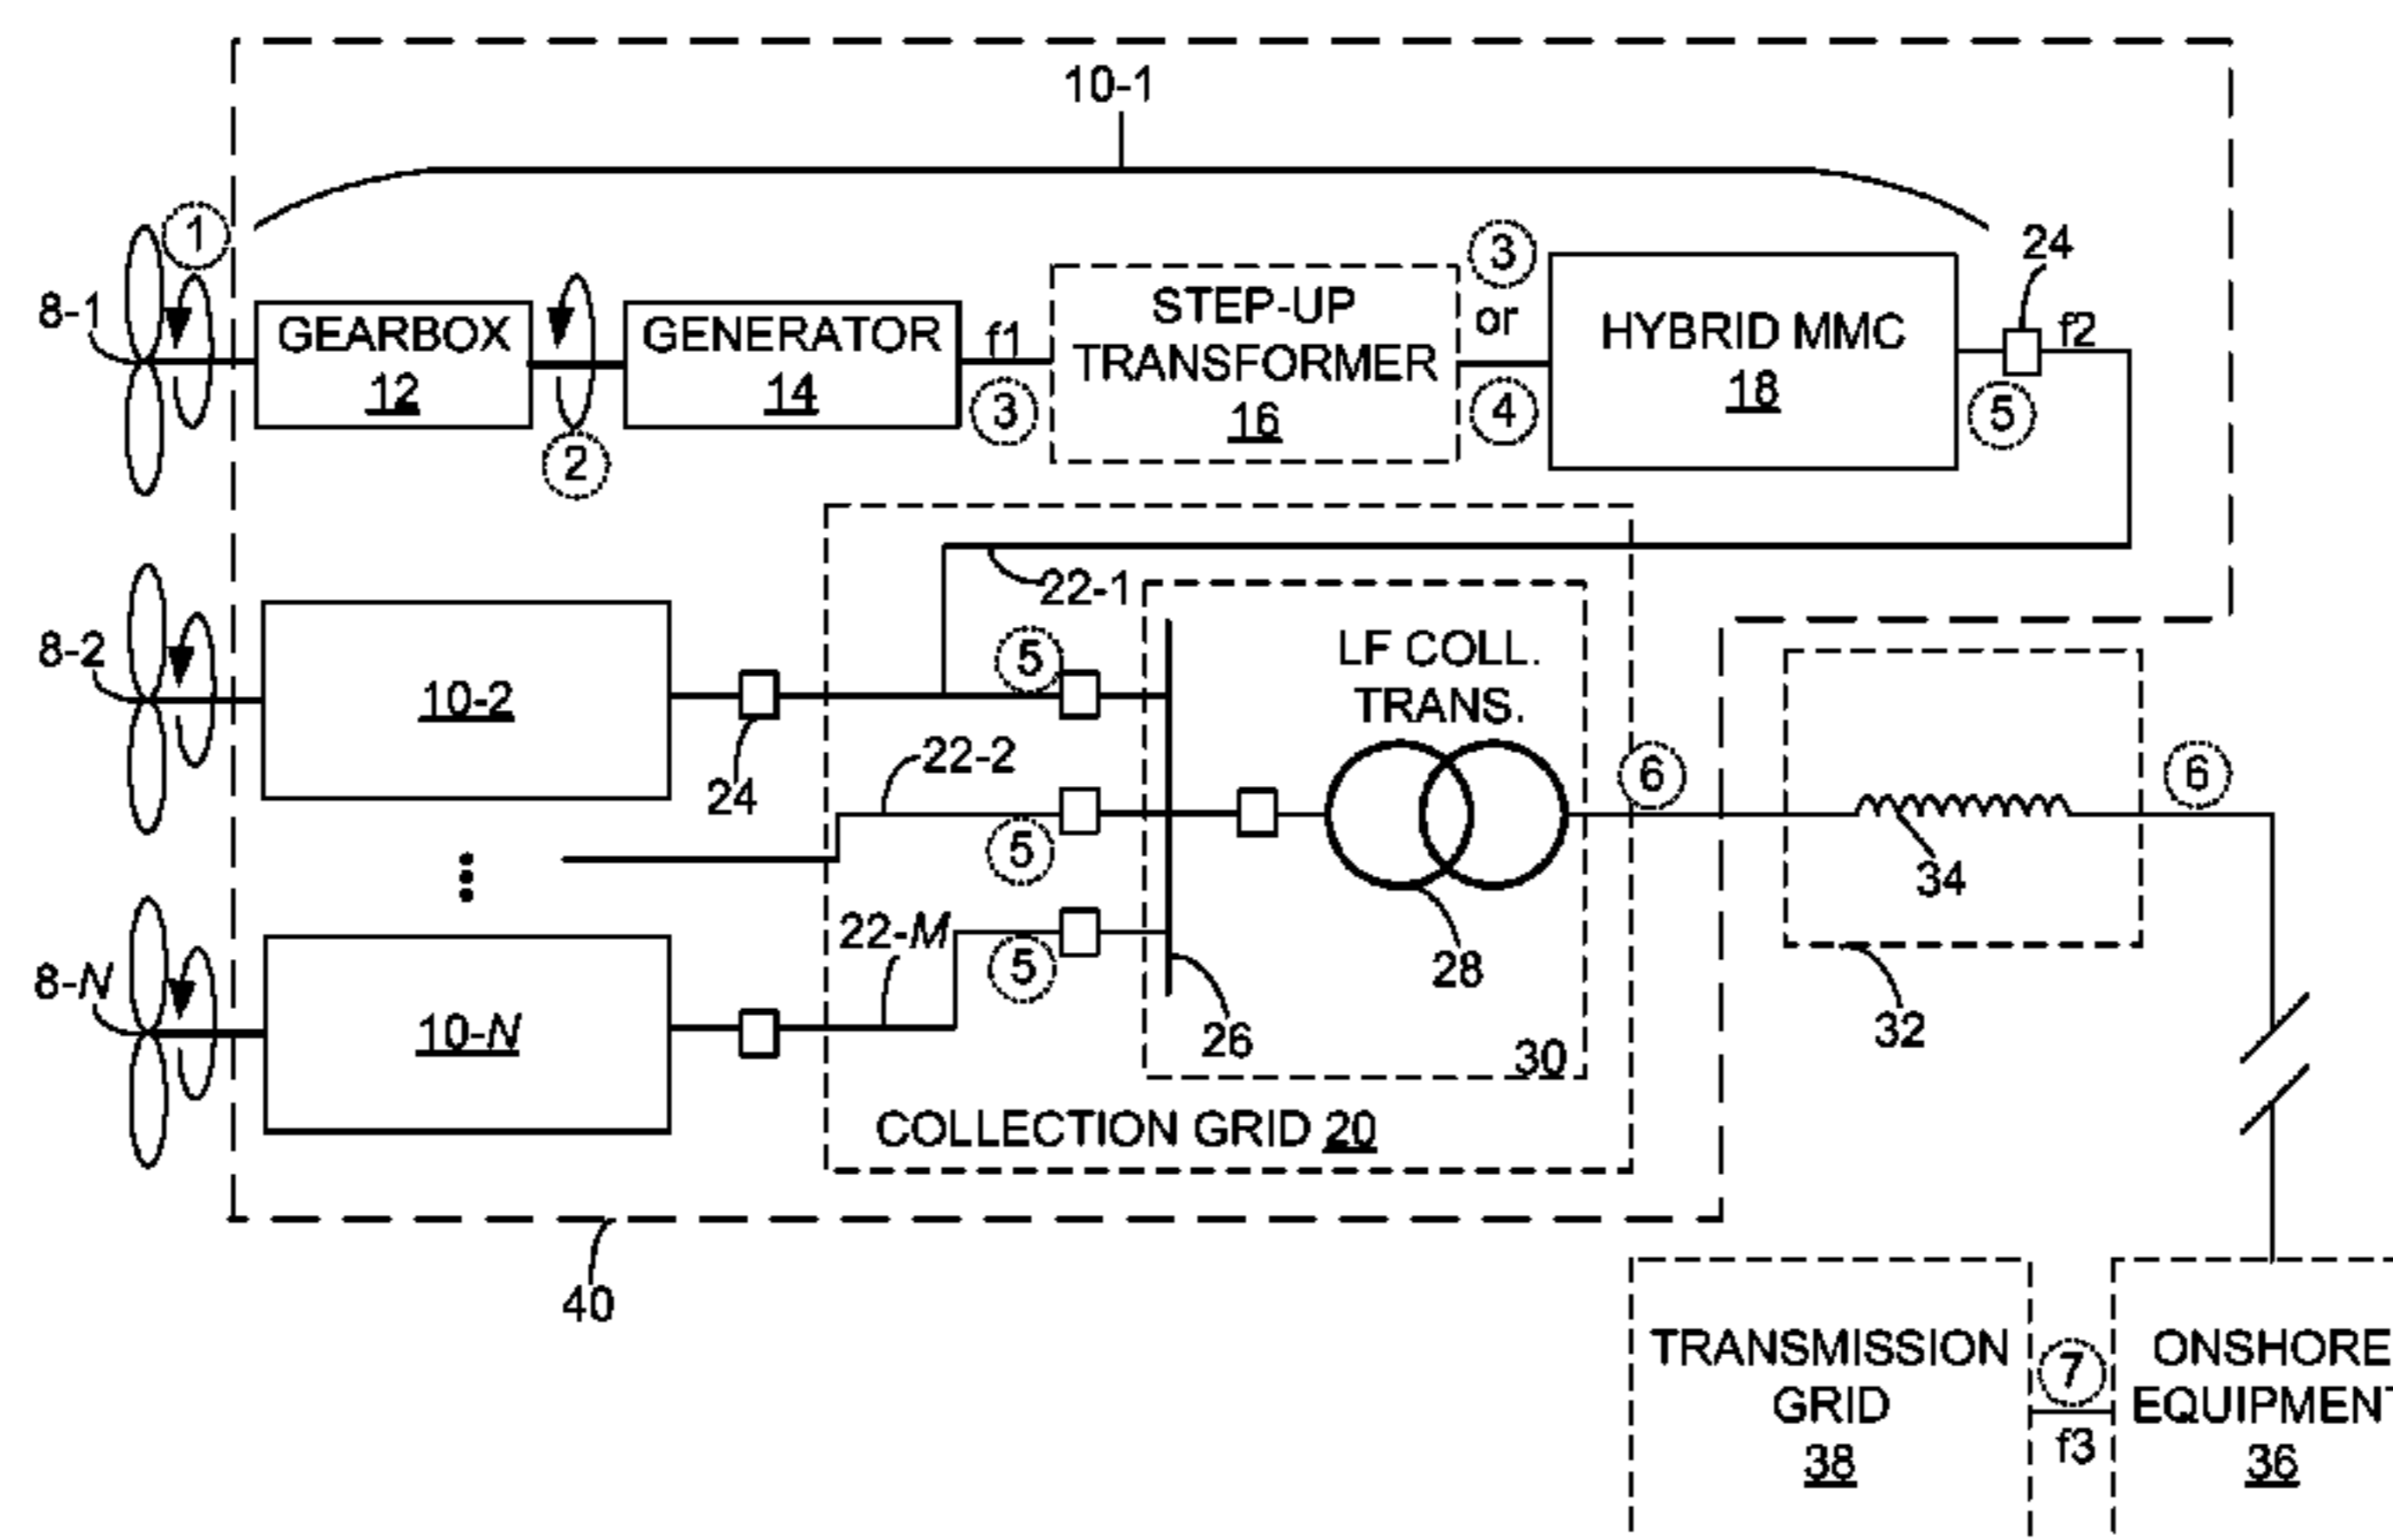 10-1
1
8-1
GEARBOX
12
2
GENERATOR
14
f1
3
STEP-UP
TRANSFORMER
16
3
or
4
HYBRID MMC
18
24
f2
5
22-1
8-2
10-2
24
5
22-2
5
LF COLL.
TRANS.
28
6
6
34
32
8-N
10-N
22-M
5
26
30
COLLECTION GRID 20
40
TRANSMISSION
GRID
38
7
f3
ONSHORE
EQUIPMENT
36